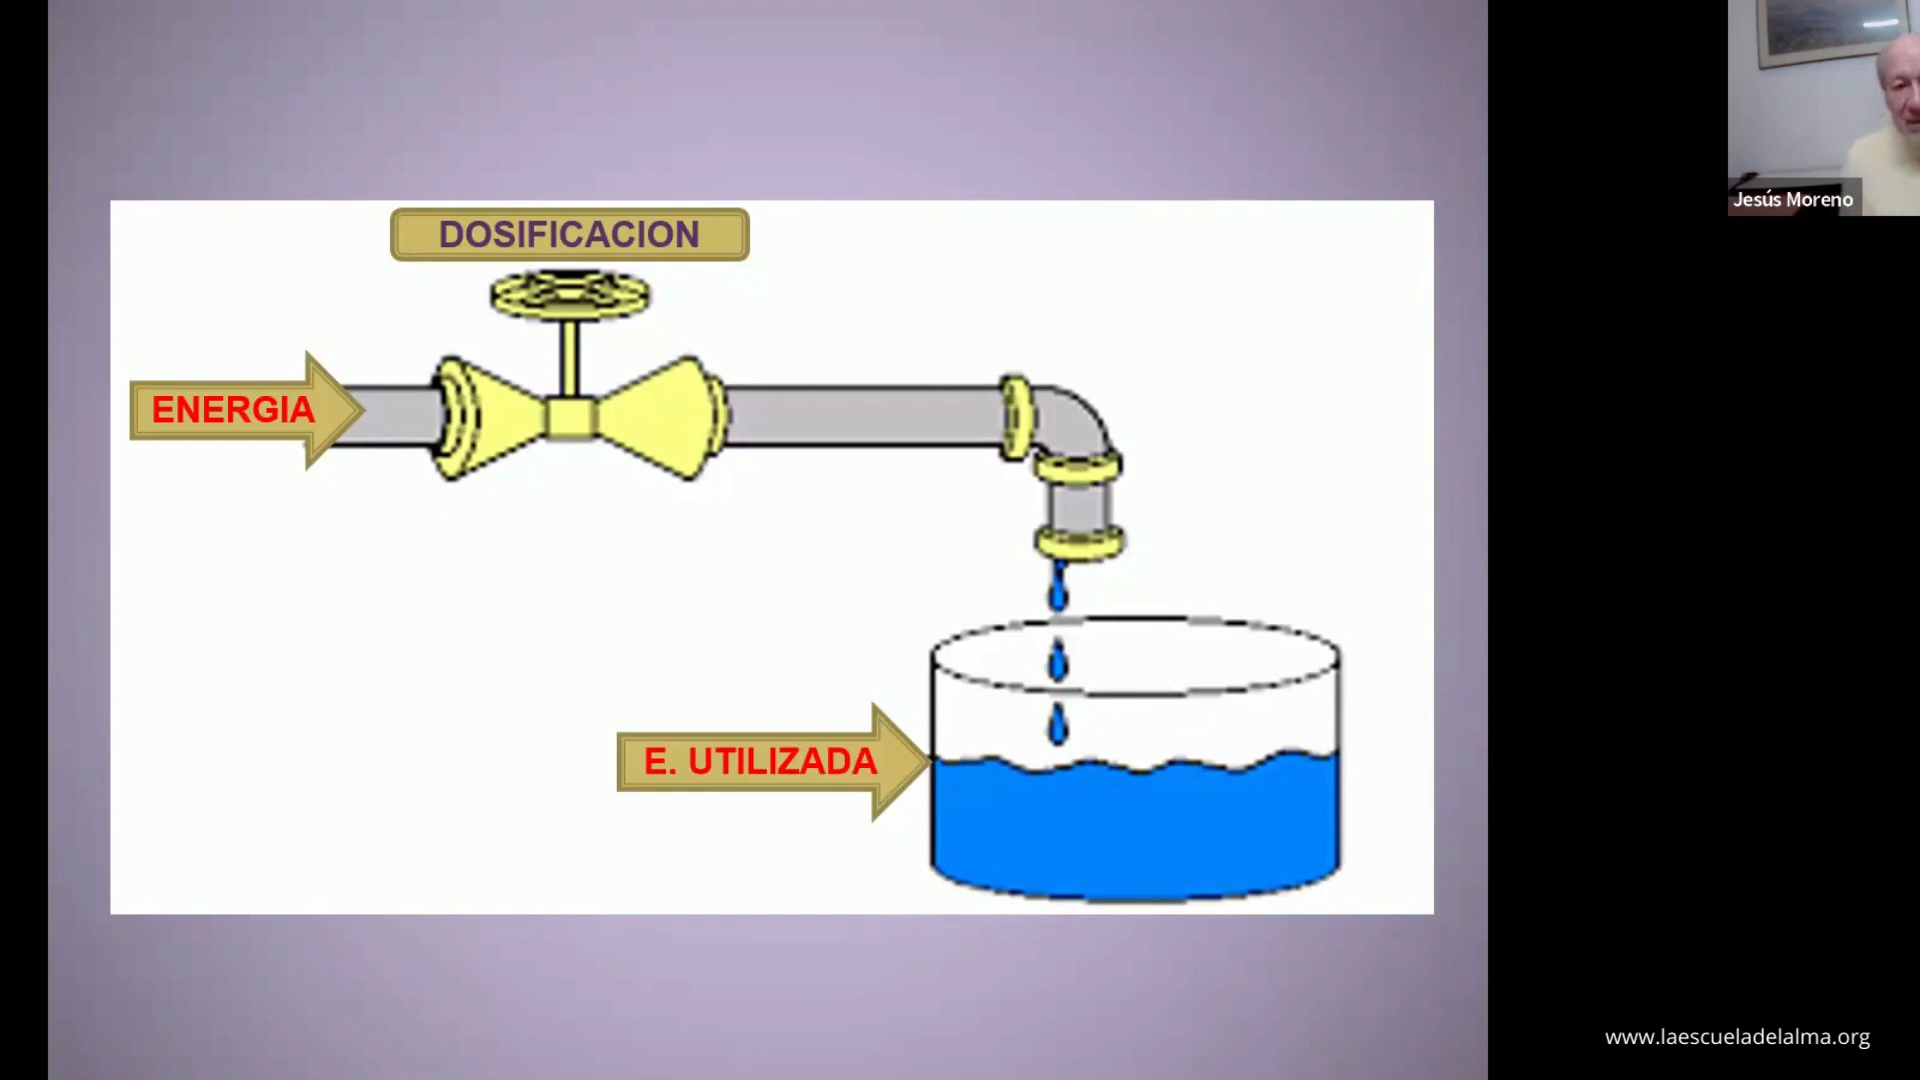 DOSIFICACION
ENERGIA
E. UTILIZADA
Jesús Moreno
www.laescueladelalma.org